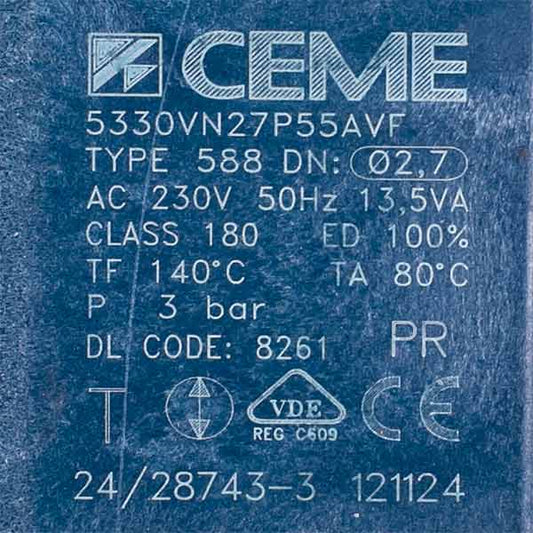 CEME
5330VN27P55AVF
TYPE 588 DN: Ø2,7
AC 230V 50Hz 13,5VA
CLASS 180 ED 100%
TF 140°C TA 80°C
P 3 bar
DL CODE: 8261 PR
T VDE CE
REG C609
24/28743-3 121124